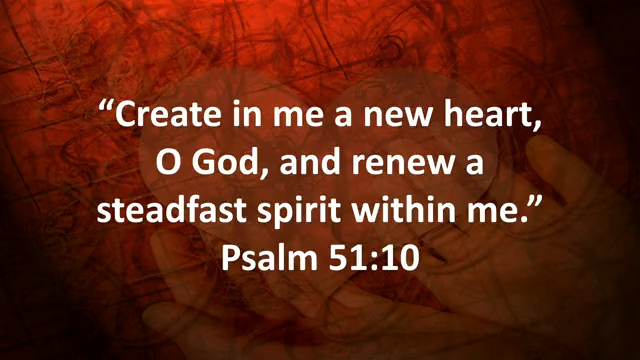 “Create in me a new heart,
O God, and renew a
steadfast spirit within me.”
Psalm 51:10